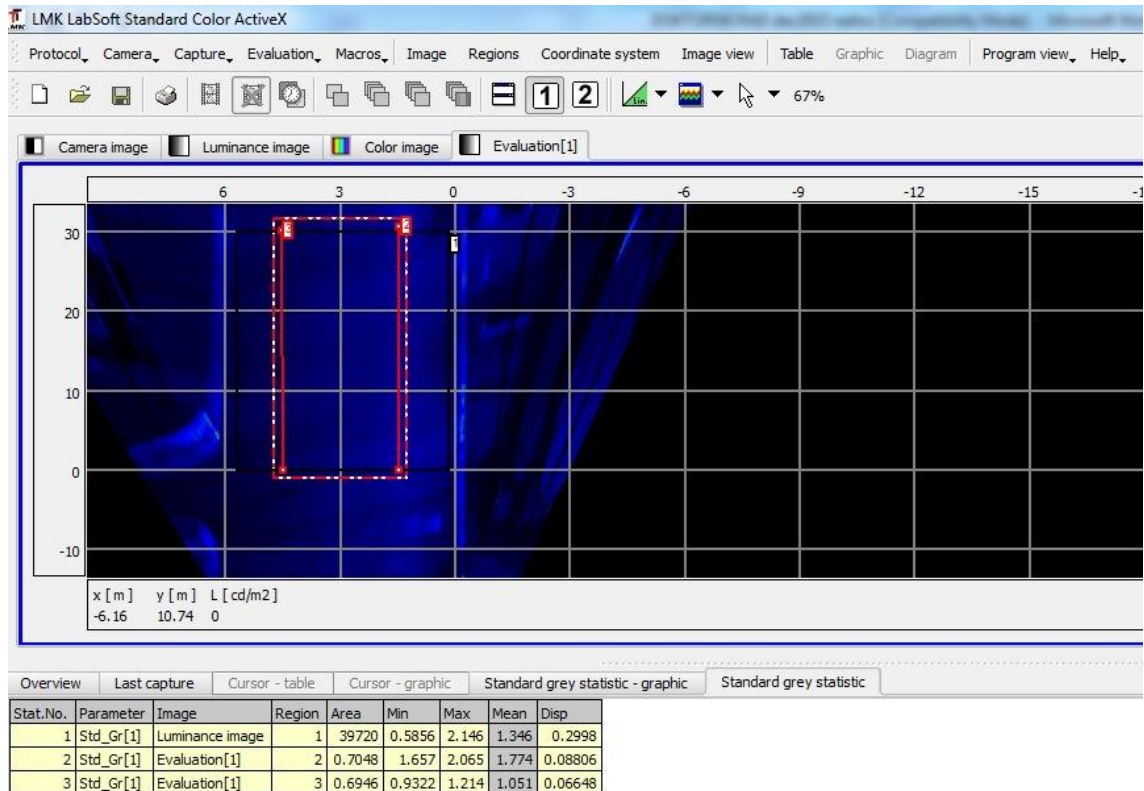 LMK LabSoft Standard Color ActiveX
Protocol Camera Capture Evaluation Macros Image Regions Coordinate system Image view Table Graphic Diagram Program view Help
1 2 Lin 67%
Camera image Luminance image Color image Evaluation[1]
6 3 0 -3 -6 -9 -12 -15 -1
30
1
20
10
0
-10
x [ m ] y [ m ] L [ cd/m2 ]
-6.16 10.74 0
Overview Last capture Cursor - table Cursor - graphic Standard grey statistic - graphic Standard grey statistic
Stat.No. Parameter Image Region Area Min Max Mean Disp
1 Std_Gr[1] Luminance image 1 39720 0.5856 2.146 1.346 0.2998
2 Std_Gr[1] Evaluation[1] 2 0.7048 1.657 2.065 1.774 0.08806
3 Std_Gr[1] Evaluation[1] 3 0.6946 0.9322 1.214 1.051 0.06648